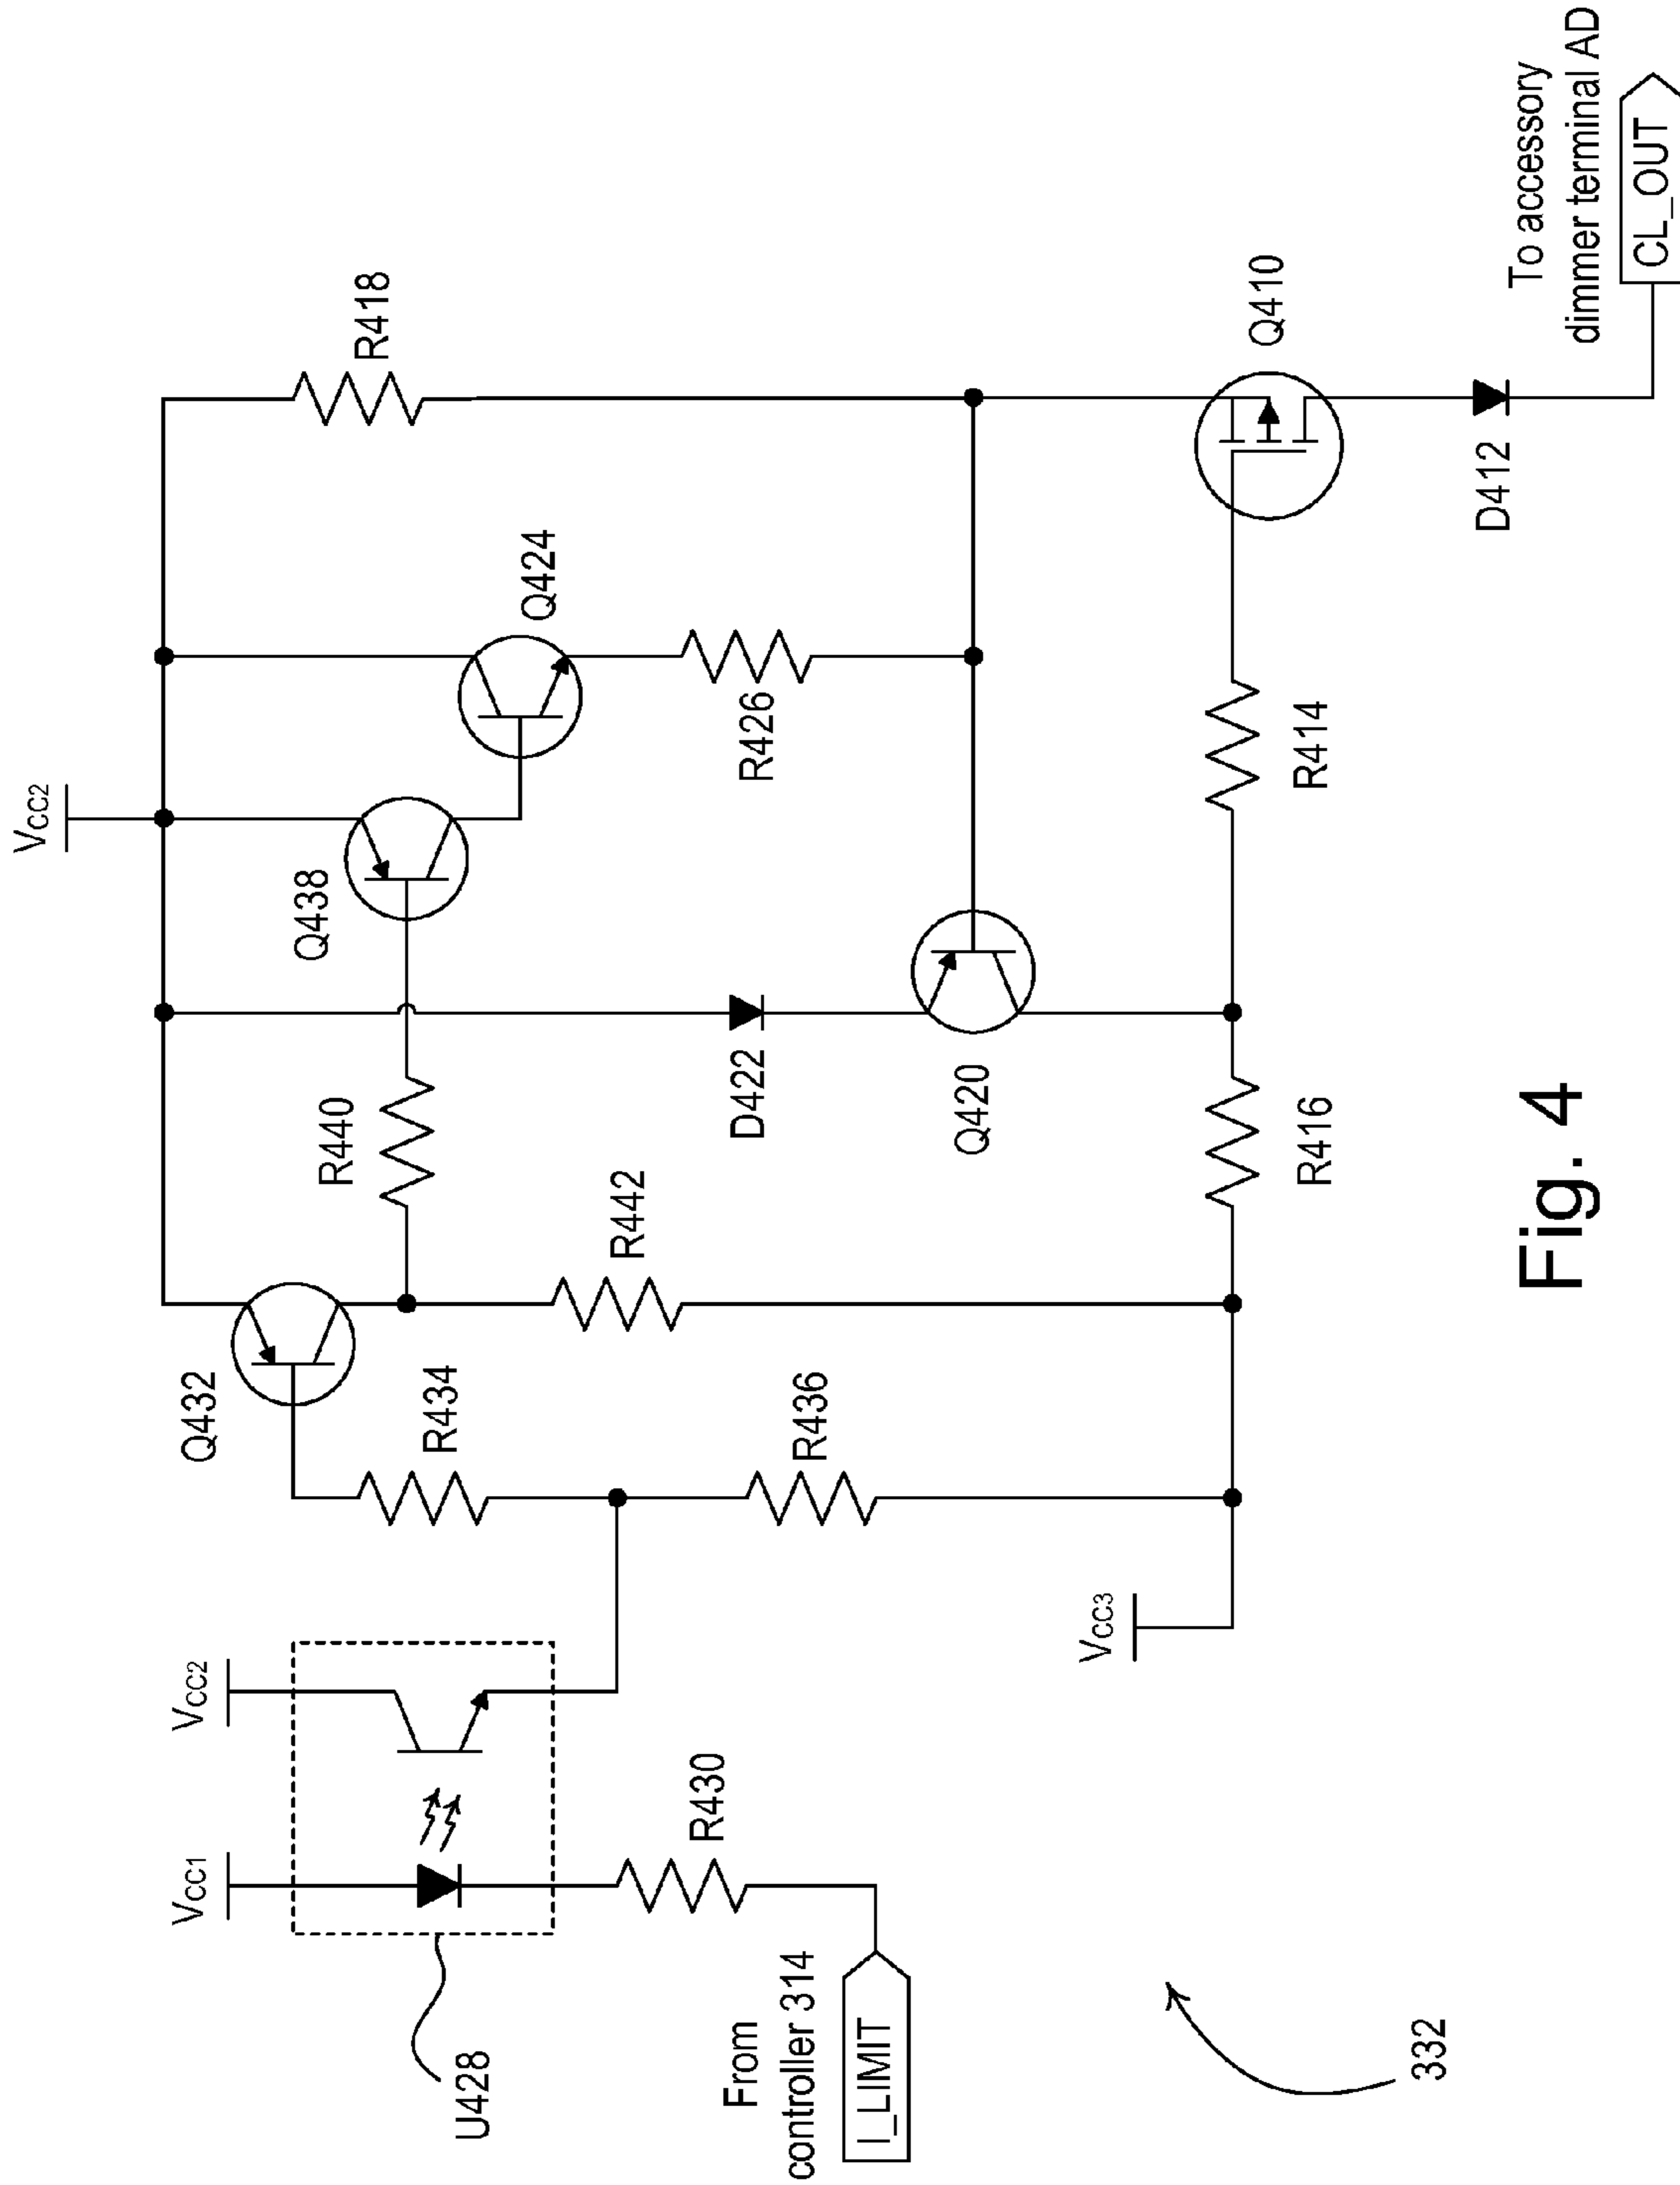 VCC2
R418
Q424
Q438
R426
R440
D422
Q420
Q432
R434
R442
R436
VCC2
VCC1
U428
R430
From
controller 314
I_LIMIT
VCC3
R416
R414
Q410
D412
To accessory
dimmer terminal AD
CL_OUT
332
Fig. 4